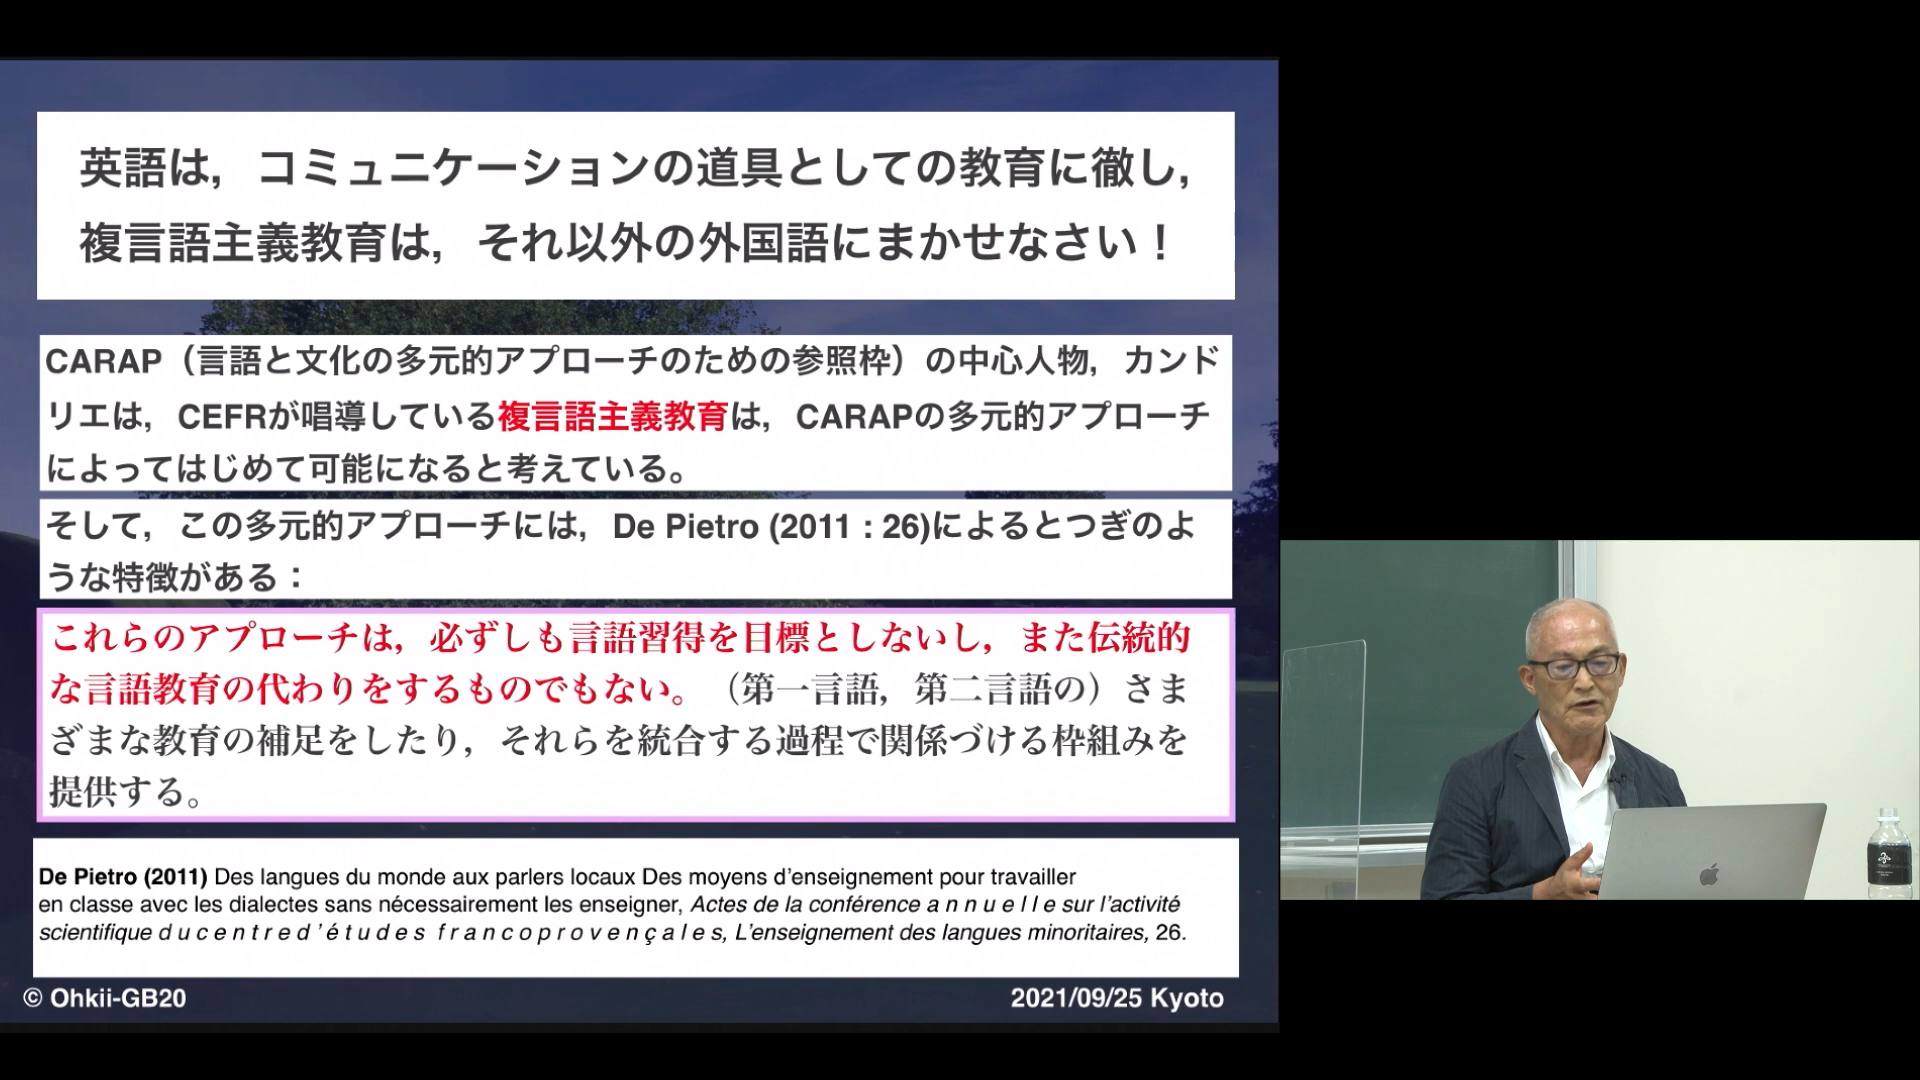 英語は，コミュニケーションの道具としての教育に徹し，
複言語主義教育は，それ以外の外国語にまかせなさい！
CARAP（言語と文化の多元的アプローチのための参照枠）の中心人物，カンド
リエは，CEFRが唱導している複言語主義教育は，CARAPの多元的アプローチ
によってはじめて可能になると考えている。
そして，この多元的アプローチには，De Pietro (2011 : 26)によるとつぎのよ
うな特徴がある：
これらのアプローチは，必ずしも言語習得を目標としないし，また伝統的
な言語教育の代わりをするものでもない。（第一言語，第二言語の）さま
ざまな教育の補足をしたり，それらを統合する過程で関係づける枠組みを
提供する。
De Pietro (2011) Des langues du monde aux parlers locaux Des moyens d’enseignement pour travailler
en classe avec les dialectes sans nécessairement les enseigner, Actes de la conférence a n n u e l l e sur l’activité
scientifique d u c e n t r e d ’ é t u d e s f r a n c o p r o v e n ç a l e s, L’enseignement des langues minoritaires, 26.
© Ohkii-GB20
2021/09/25 Kyoto